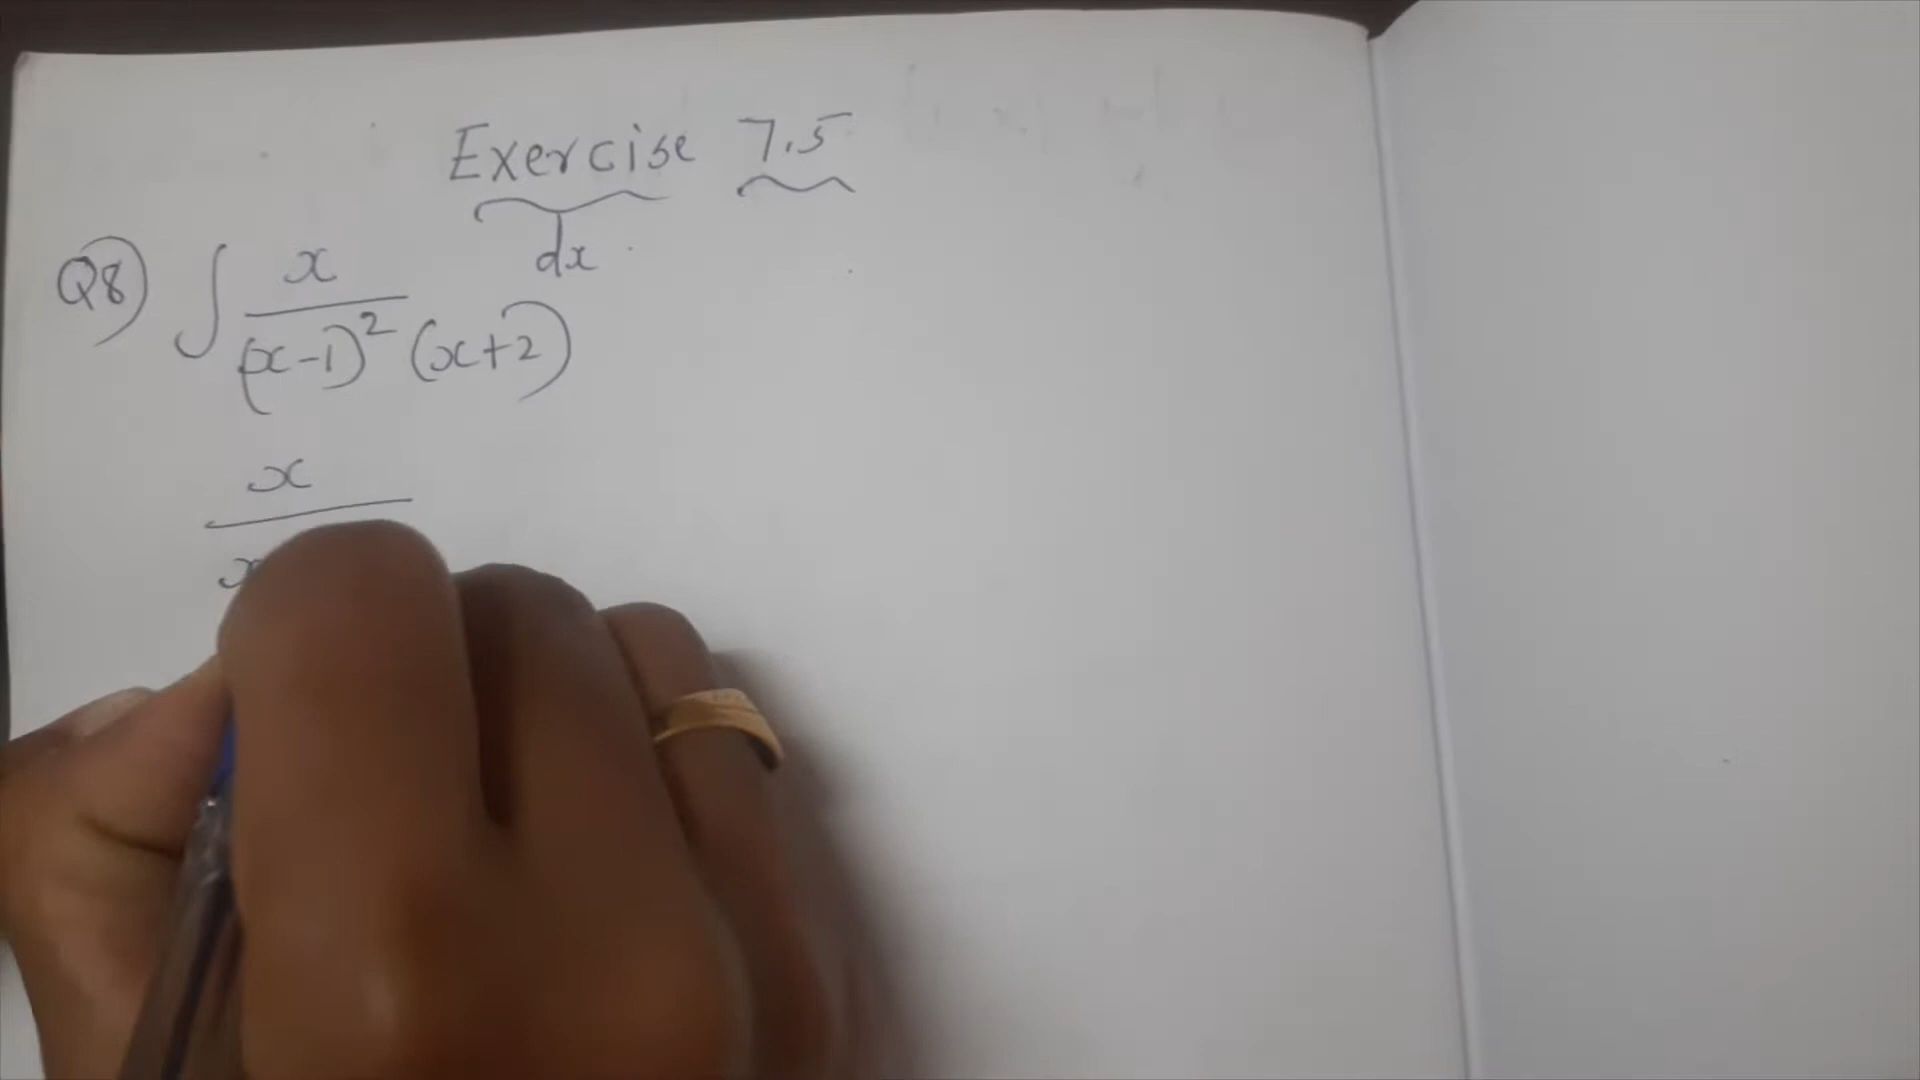 Exercise 7.5
Q8) ∫ x dx
(x-1)² (x+2)
x
x